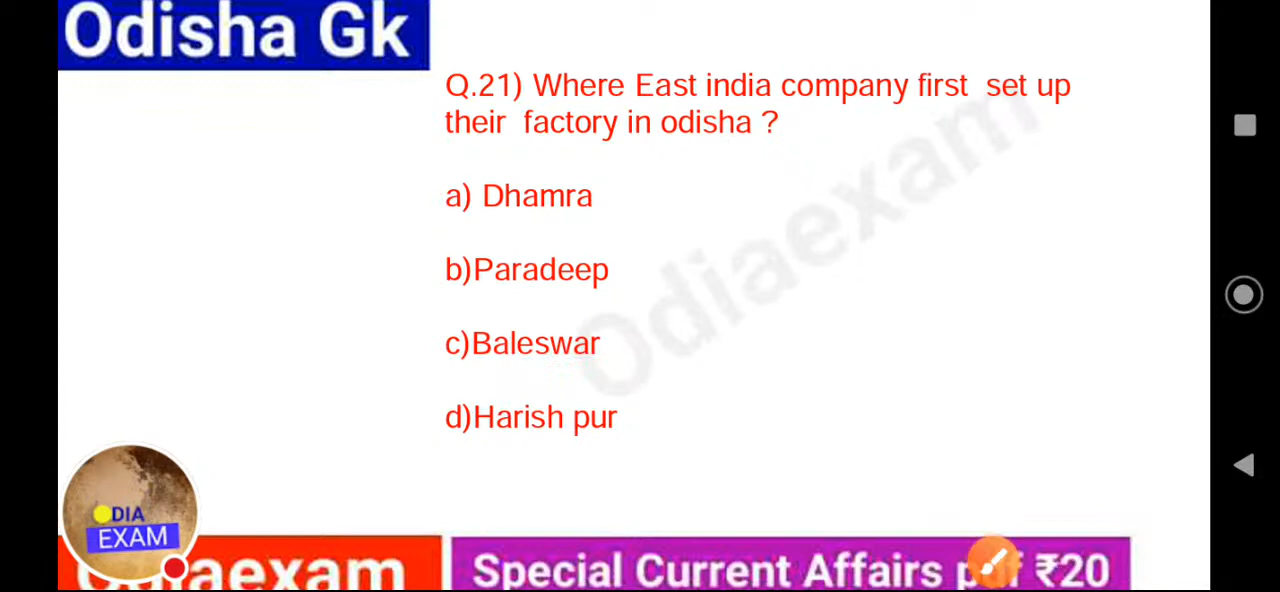 Odisha Gk
Q.21) Where East india company first set up
their factory in odisha ?
a) Dhamra
b)Paradeep
c)Baleswar
d)Harish pur
Odiaexam
DIA
EXAM
Special Current Affairs pdf ₹20